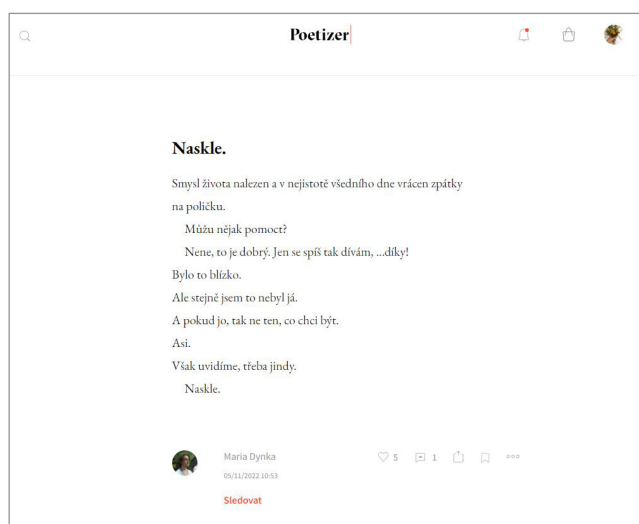 Poetizer
Naskle.
Smysl života nalezen a v nejistotě všedního dne vrácen zpátky
na poličku.
Můžu nějak pomoct?
Nene, to je dobrý. Jen se spíš tak dívám, ...díky!
Bylo to blízko.
Ale stejně jsem to nebyl já.
A pokud jo, tak ne ten, co chci být.
Asi.
Však uvidíme, třeba jindy.
Naskle.
Maria Dynka
5
1
05/11/2022 10:53
Sledovat